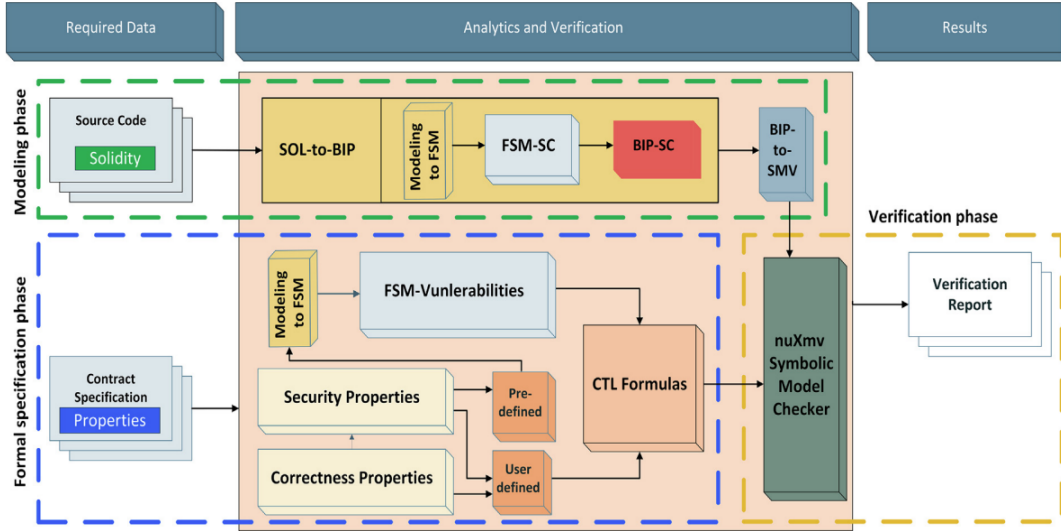 Required Data
Analytics and Verification
Results
Modeling phase
Source Code
Solidity
SOL-to-BIP
Modeling
to FSM
FSM-SC
BIP-SC
BIP-
to-
SMV
Verification phase
Formal specification phase
Contract
Specification
Properties
Modeling
to FSM
FSM-Vunlerabilities
Security Properties
Pre-
defined
Correctness Properties
User
defined
CTL Formulas
nuXmv
Symbolic
Model
Checker
Verification
Report